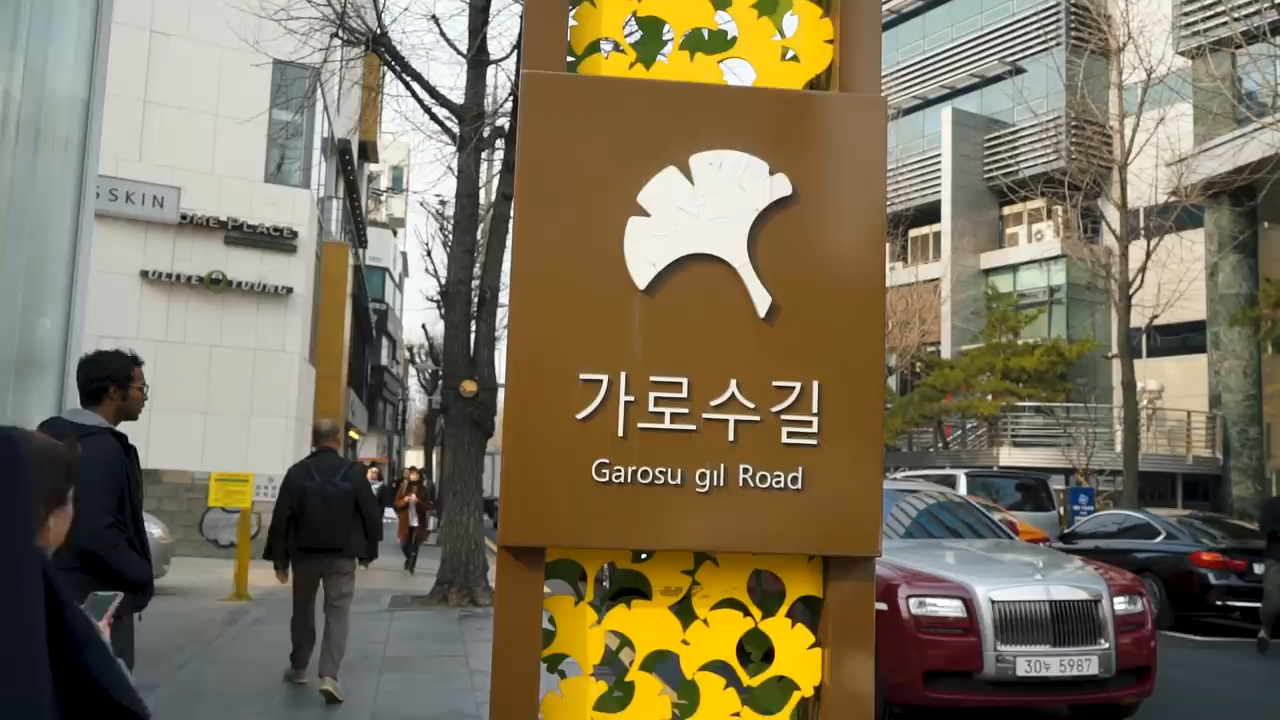 S SKIN
OME PLACE
OLIVE YOUNG
가로수길
Garosu gil Road
30누 5987